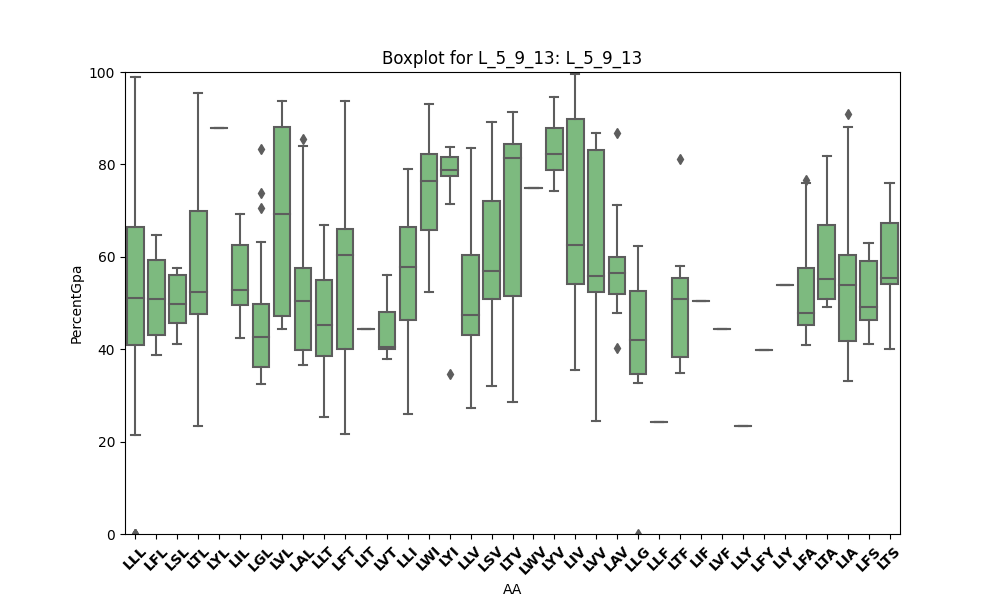 Boxplot for L_5_9_13: L_5_9_13
PercentGpa
100
80
60
40
20
0
LLL LFL LSL LTL LYL LIL LGL LVL LAL LLT LFT LIT LVT LLI LWI LYI LLV LSV LTV LWV LYV LIV LVV LAV LLG LLF LTF LIF LVF LLY LFY LIY LFA LTA LIA LFS LTS
AA